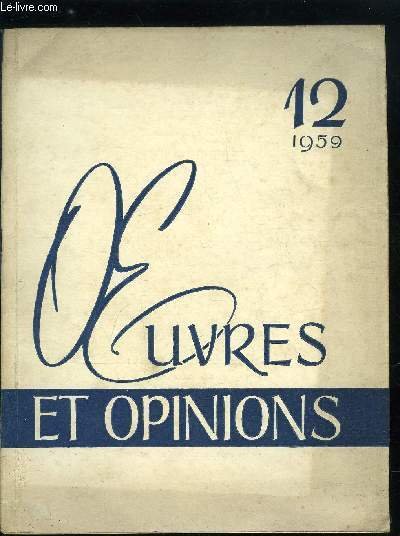 Le-livre.com
12
1959
ŒUVRES
ET OPINIONS